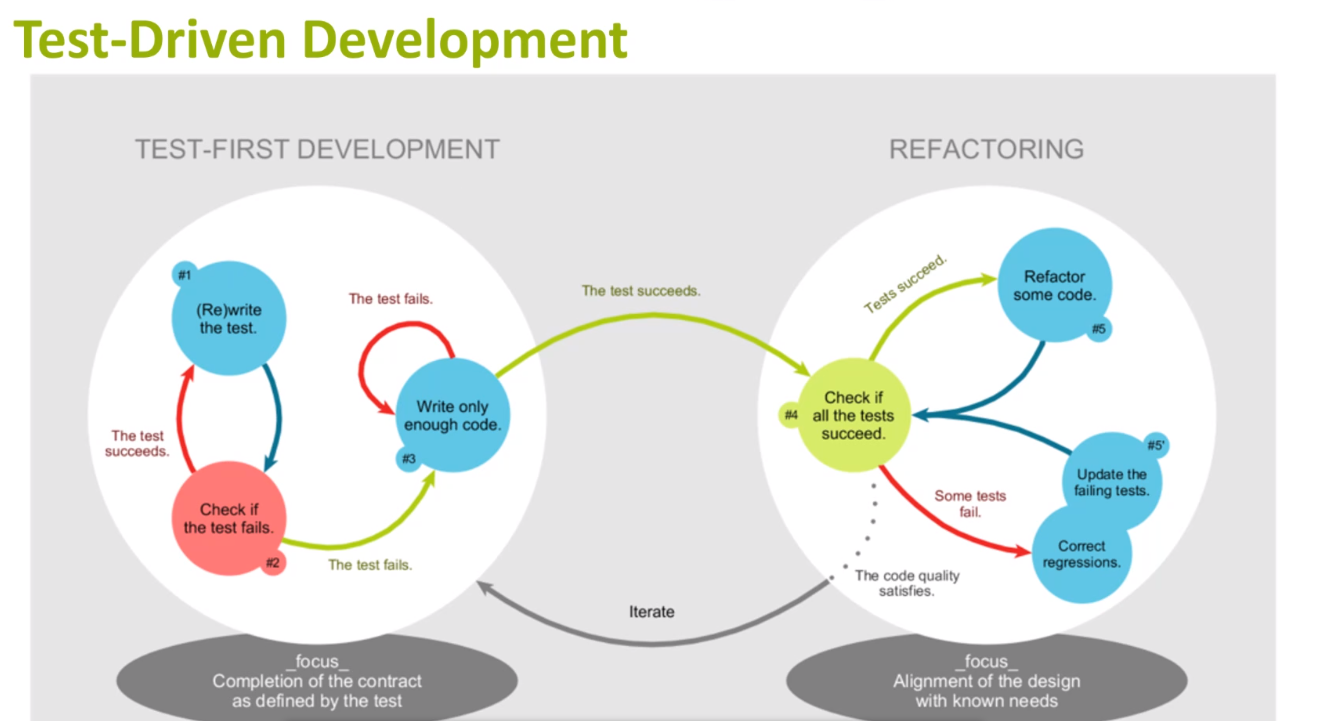 Test-Driven Development
TEST-FIRST DEVELOPMENT
#1
(Re)write
the test.
The test
succeeds.
Check if
the test fails.
#2
The test fails.
The test fails.
Write only
enough code.
#3
The test succeeds.
REFACTORING
#4
Check if
all the tests
succeed.
Tests succeed.
Refactor
some code.
#5
#5'
Update the
failing tests.
Correct
regressions.
Some tests
fail.
The code quality
satisfies.
Iterate
_focus_
Completion of the contract
as defined by the test
_focus_
Alignment of the design
with known needs